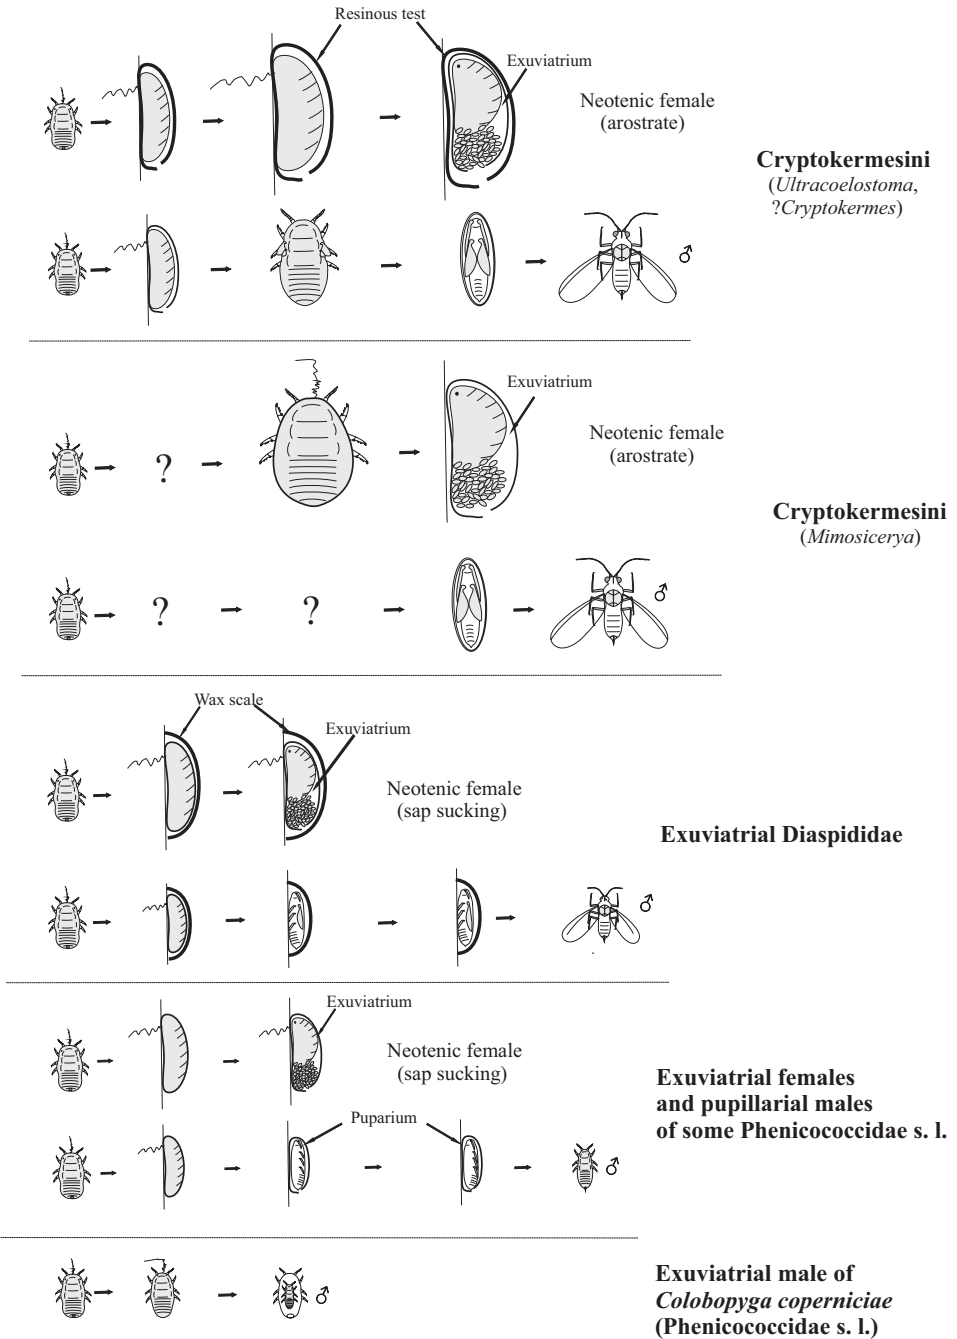 Resinous test
Exuviatrium
Neotenic female
(arostrate)
Cryptokermesini
(Ultracoelostoma,
?Cryptokermes)
♂
Exuviatrium
Neotenic female
(arostrate)
?
Cryptokermesini
(Mimosicerya)
? ?
♂
Wax scale
Exuviatrium
Neotenic female
(sap sucking)
Exuviatrial Diaspididae
♂
Exuviatrium
Neotenic female
(sap sucking)
Exuviatrial females
and pupillarial males
of some Phenicococcidae s. l.
Puparium
♂
Exuviatrial male of
Colobopyga coperniciae
(Phenicococcidae s. l.)
♂